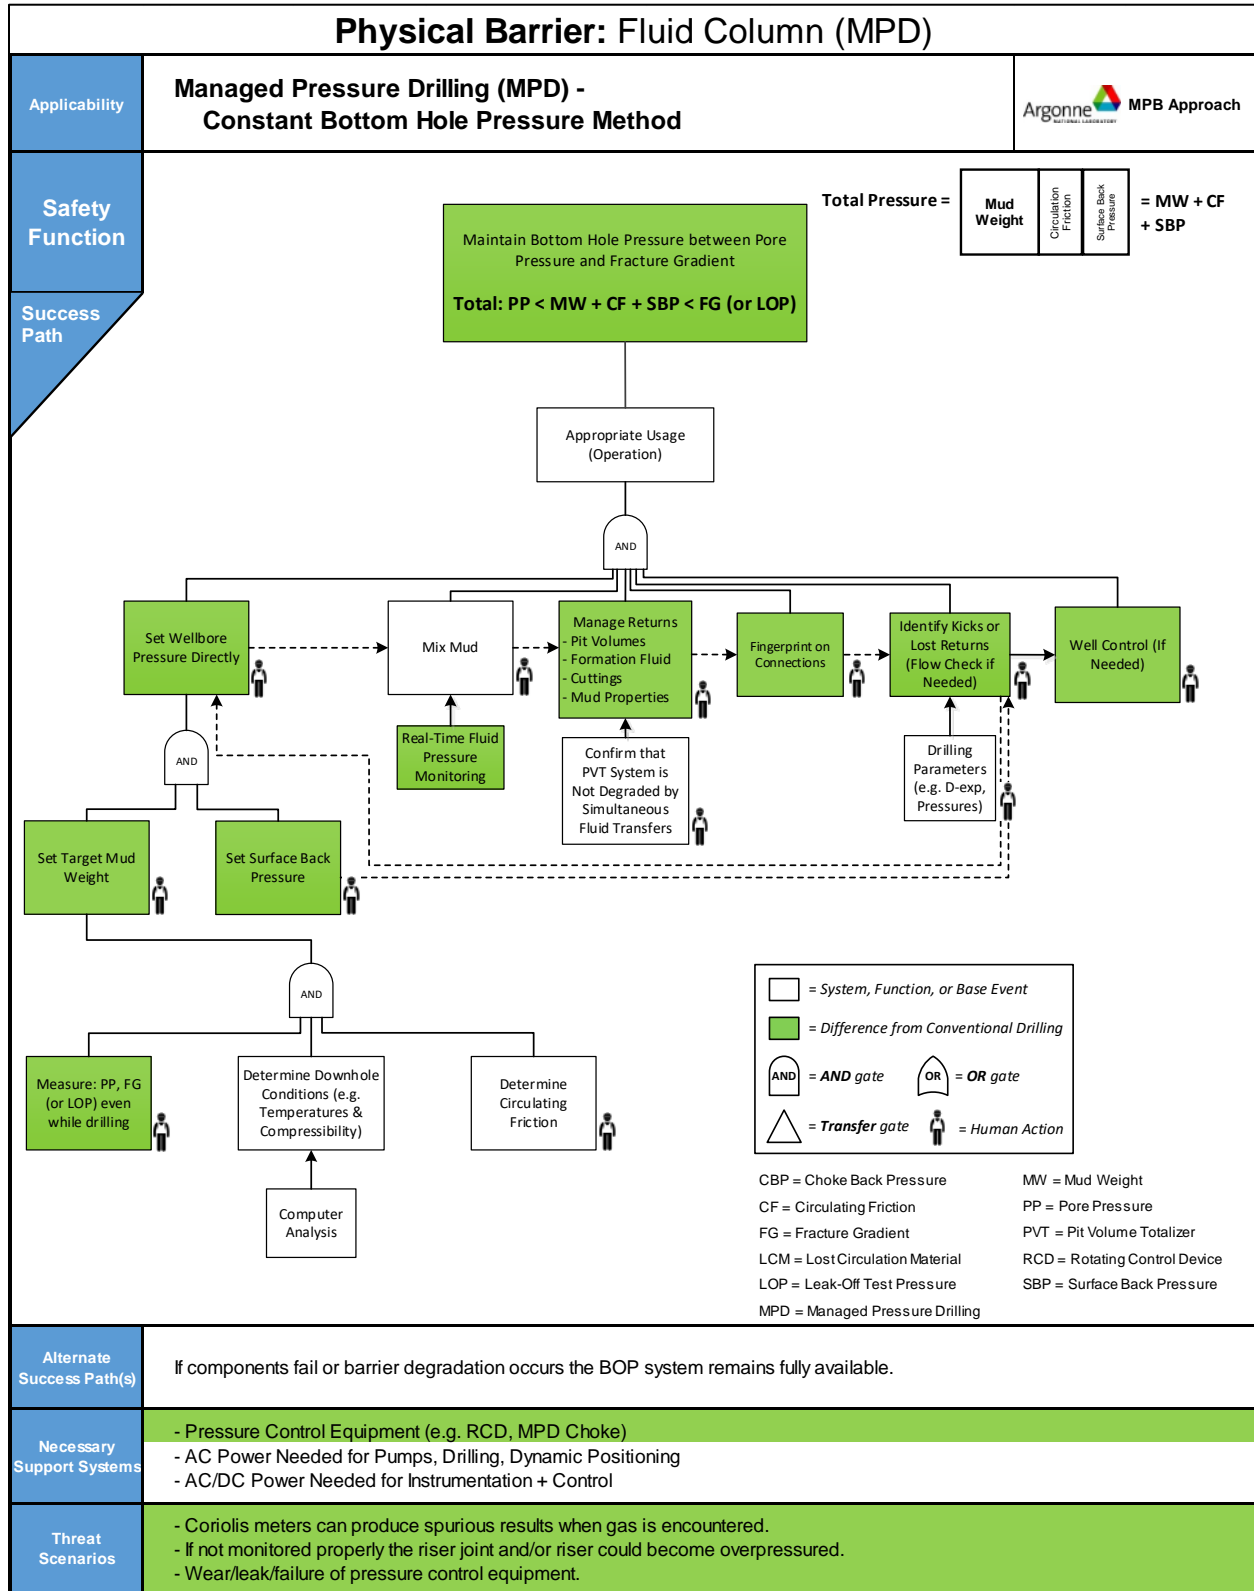 Physical Barrier: Fluid Column (MPD)
Applicability
Managed Pressure Drilling (MPD) -
Constant Bottom Hole Pressure Method
Argonne
NATIONAL LABORATORY
MPB Approach
Safety
Function
Success
Path
Total Pressure =
Mud
Weight
Circulation
Friction
Surface Back
Pressure
= MW + CF
+ SBP
Maintain Bottom Hole Pressure between Pore
Pressure and Fracture Gradient
Total: PP < MW + CF + SBP < FG (or LOP)
Appropriate Usage
(Operation)
AND
Set Wellbore
Pressure Directly
Mix Mud
Manage Returns
- Pit Volumes
- Formation Fluid
- Cuttings
- Mud Properties
Fingerprint on
Connections
Identify Kicks or
Lost Returns
(Flow Check if
Needed)
Well Control (If
Needed)
AND
Real-Time Fluid
Pressure
Monitoring
Confirm that
PVT System is
Not Degraded by
Simultaneous
Fluid Transfers
Drilling
Parameters
(e.g. D-exp,
Pressures)
Set Target Mud
Weight
Set Surface Back
Pressure
AND
Measure: PP, FG
(or LOP) even
while drilling
Determine Downhole
Conditions (e.g.
Temperatures &
Compressibility)
Determine
Circulating
Friction
Computer
Analysis
= System, Function, or Base Event
= Difference from Conventional Drilling
AND
= AND gate
OR
= OR gate
= Transfer gate
= Human Action
CBP = Choke Back Pressure
CF = Circulating Friction
FG = Fracture Gradient
LCM = Lost Circulation Material
LOP = Leak-Off Test Pressure
MPD = Managed Pressure Drilling
MW = Mud Weight
PP = Pore Pressure
PVT = Pit Volume Totalizer
RCD = Rotating Control Device
SBP = Surface Back Pressure
Alternate
Success Path(s)
If components fail or barrier degradation occurs the BOP system remains fully available.
Necessary
Support Systems
- Pressure Control Equipment (e.g. RCD, MPD Choke)
- AC Power Needed for Pumps, Drilling, Dynamic Positioning
- AC/DC Power Needed for Instrumentation + Control
Threat
Scenarios
- Coriolis meters can produce spurious results when gas is encountered.
- If not monitored properly the riser joint and/or riser could become overpressured.
- Wear/leak/failure of pressure control equipment.